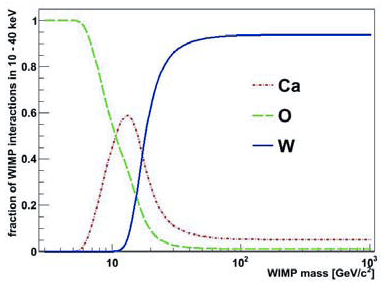 fraction of WIMP interactions in 10 - 40 keV
1
0.8
0.6
0.4
0.2
0
Ca
O
W
10
10²
10³
WIMP mass [GeV/c²]